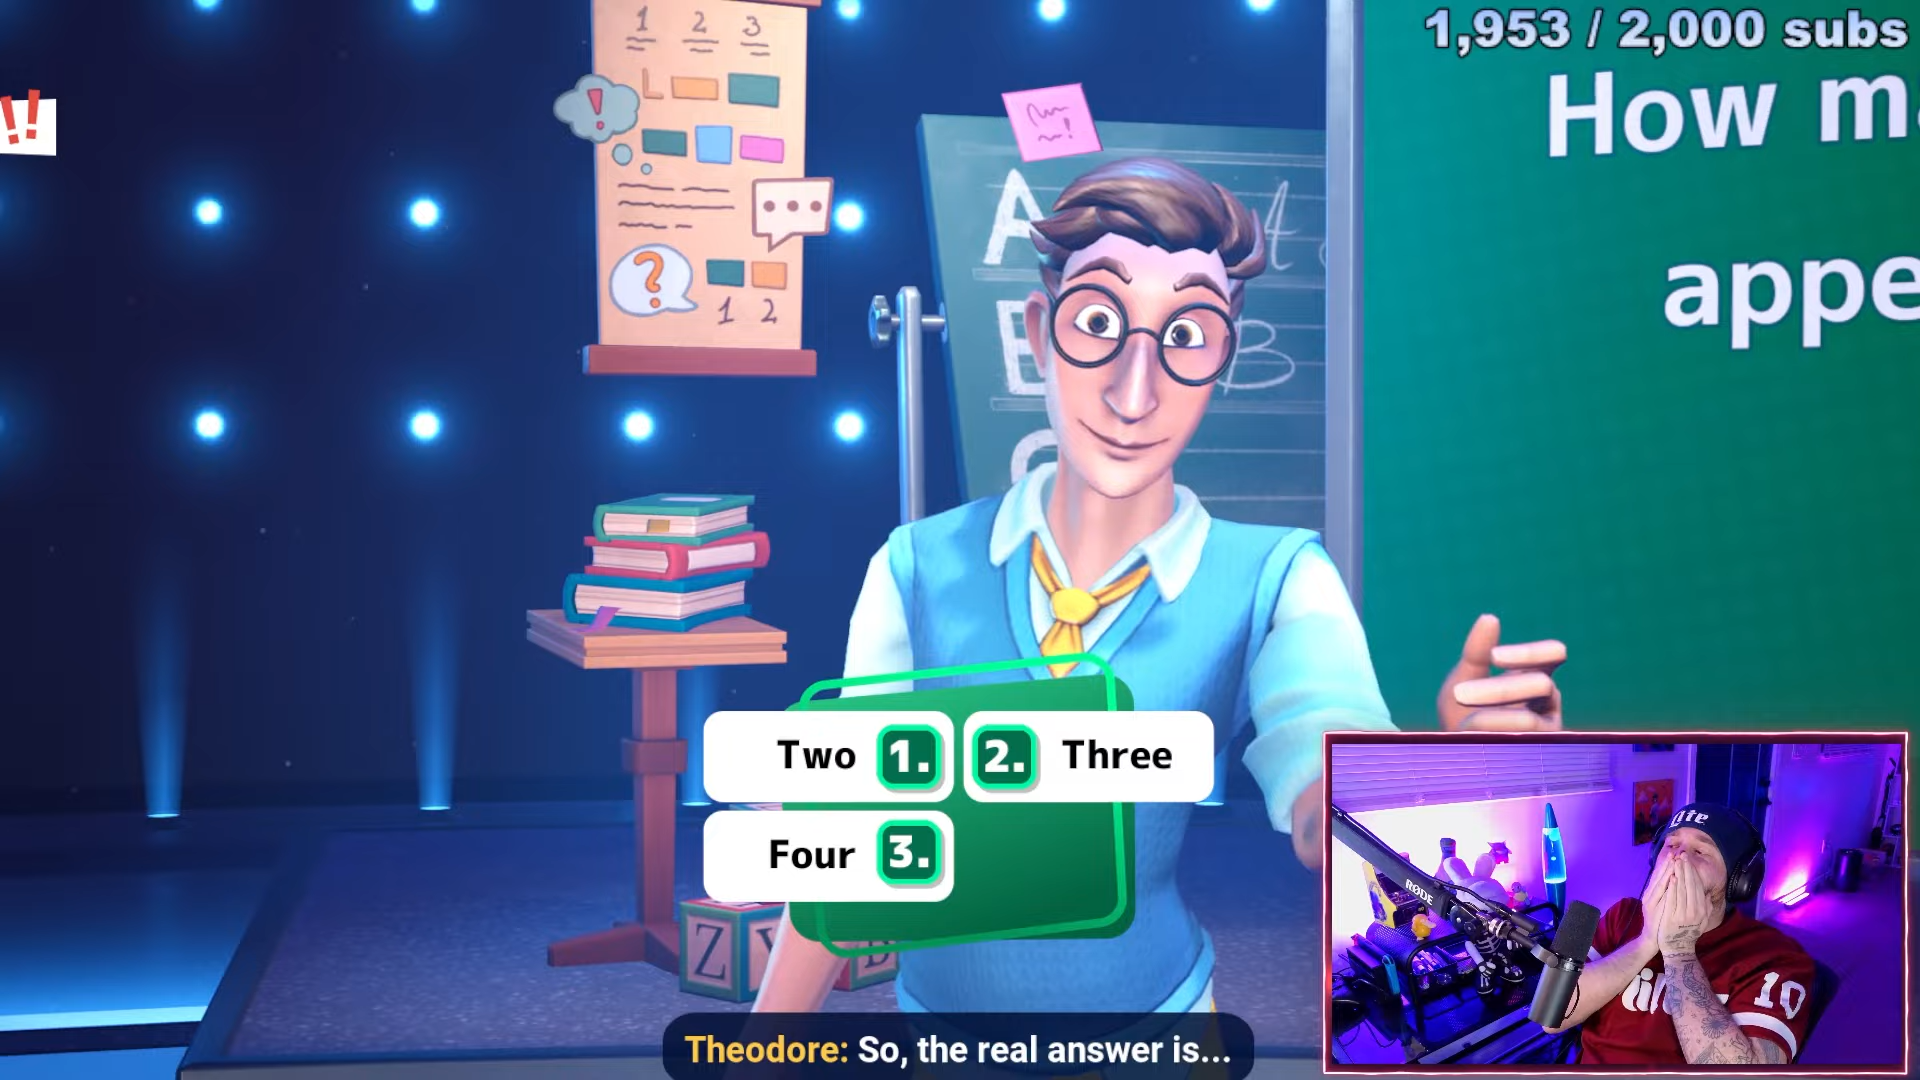 1,953 / 2,000 subs
!!
1 2 3
How m
appe
A
B
1 2
Two 1.
2. Three
Four 3.
Z
RØDE
Lite
10
Theodore: So, the real answer is...